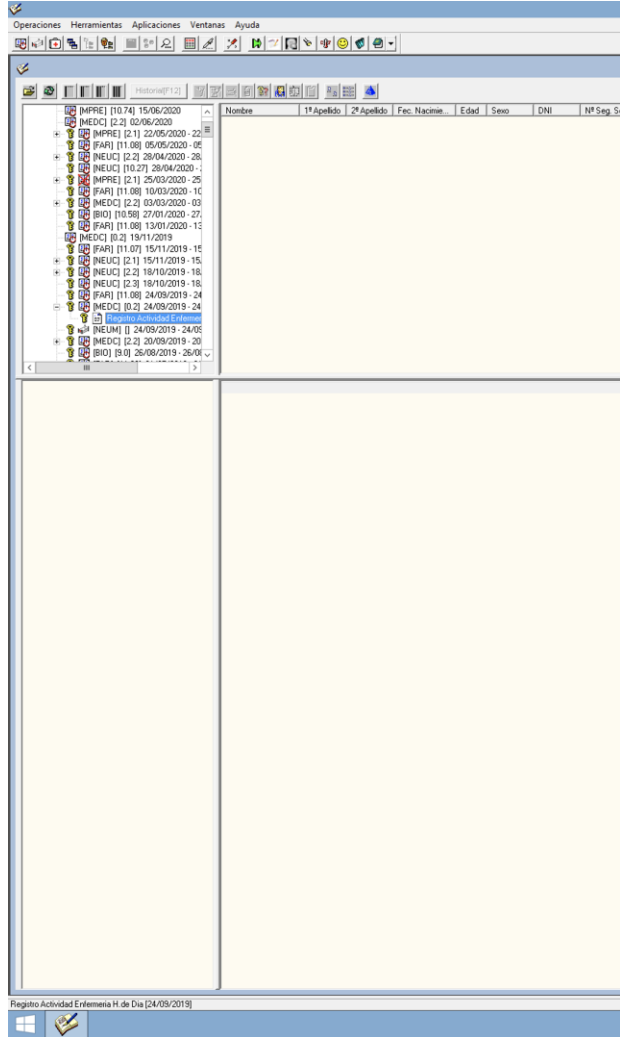 Operaciones Herramientas Aplicaciones Ventanas Ayuda
Historial[F12]
Nombre 1º Apellido 2º Apellido Fec. Nacimie... Edad Sexo DNI Nº Seg. S
[MPRE] [10.74] 15/06/2020
[MEDC] [2.2] 02/06/2020
[MPRE] [2.1] 22/05/2020 - 22
[FAR] [11.08] 05/05/2020 - 05
[NEUC] [2.2] 28/04/2020 - 28.
[NEUC] [10.27] 28/04/2020 -
[MPRE] [2.1] 25/03/2020 - 25
[FAR] [11.08] 10/03/2020 - 10
[MEDC] [2.2] 03/03/2020 - 03
[BIO] [10.58] 27/01/2020 - 27.
[FAR] [11.08] 13/01/2020 - 13
[MEDC] [0.2] 19/11/2019
[FAR] [11.07] 15/11/2019 - 15
[NEUC] [2.1] 15/11/2019 - 15.
[NEUC] [2.2] 18/10/2019 - 18.
[NEUC] [2.3] 18/10/2019 - 18.
[FAR] [11.08] 24/09/2019 - 24
[MEDC] [0.2] 24/09/2019 - 24
Registro Actividad Enfermer
[NEUM] [] 24/09/2019 - 24/09
[MEDC] [2.2] 20/09/2019 - 20
[BIO] [9.0] 26/08/2019 - 26/08
Registro Actividad Enfermeria H.de Dia [24/09/2019]